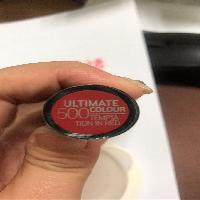 ULTIMATE
500 COLOUR
TEMPTA
TION IN RED